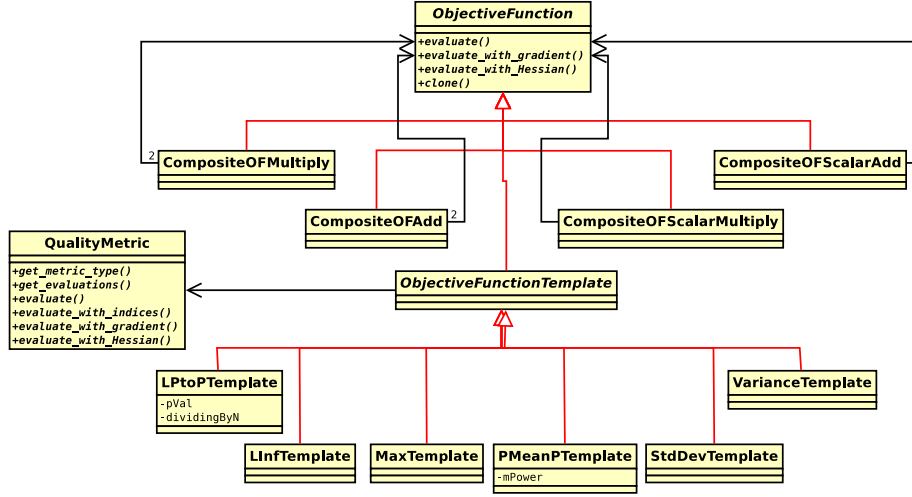 ObjectiveFunction
+evaluate()
+evaluate_with_gradient()
+evaluate_with_Hessian()
+clone()
2
CompositeOFMultiply
CompositeOFScalarAdd
CompositeOFAdd
2
CompositeOFScalarMultiply
QualityMetric
+get_metric_type()
+get_evaluations()
+evaluate()
+evaluate_with_indices()
+evaluate_with_gradient()
+evaluate_with_Hessian()
ObjectiveFunctionTemplate
LPtoPTemplate
-pVal
-dividingByN
VarianceTemplate
LInfTemplate
MaxTemplate
PMeanPTemplate
-mPower
StdDevTemplate